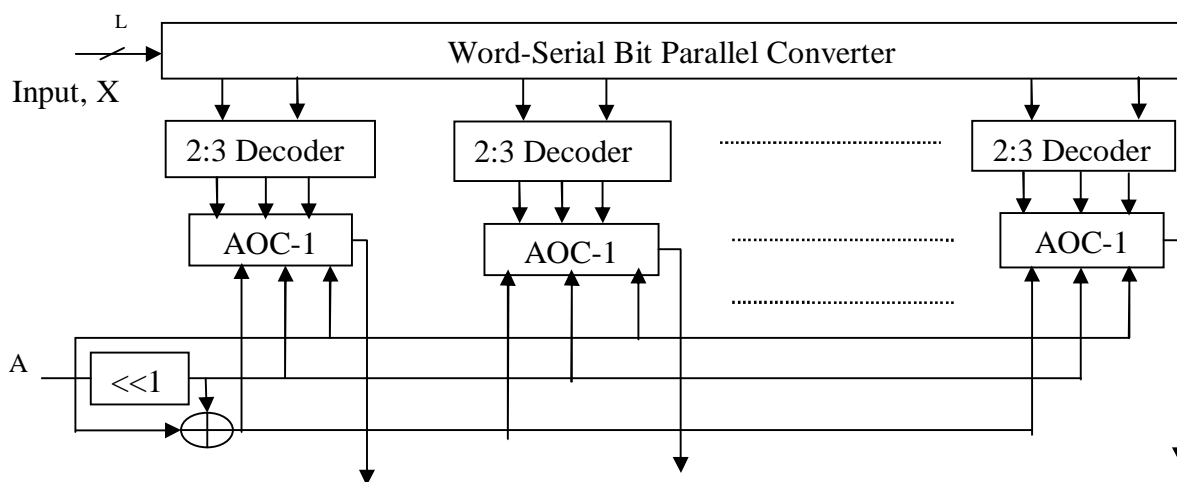 L
Word-Serial Bit Parallel Converter
Input, X
2:3 Decoder
2:3 Decoder
2:3 Decoder
AOC-1
AOC-1
AOC-1
A
<<1